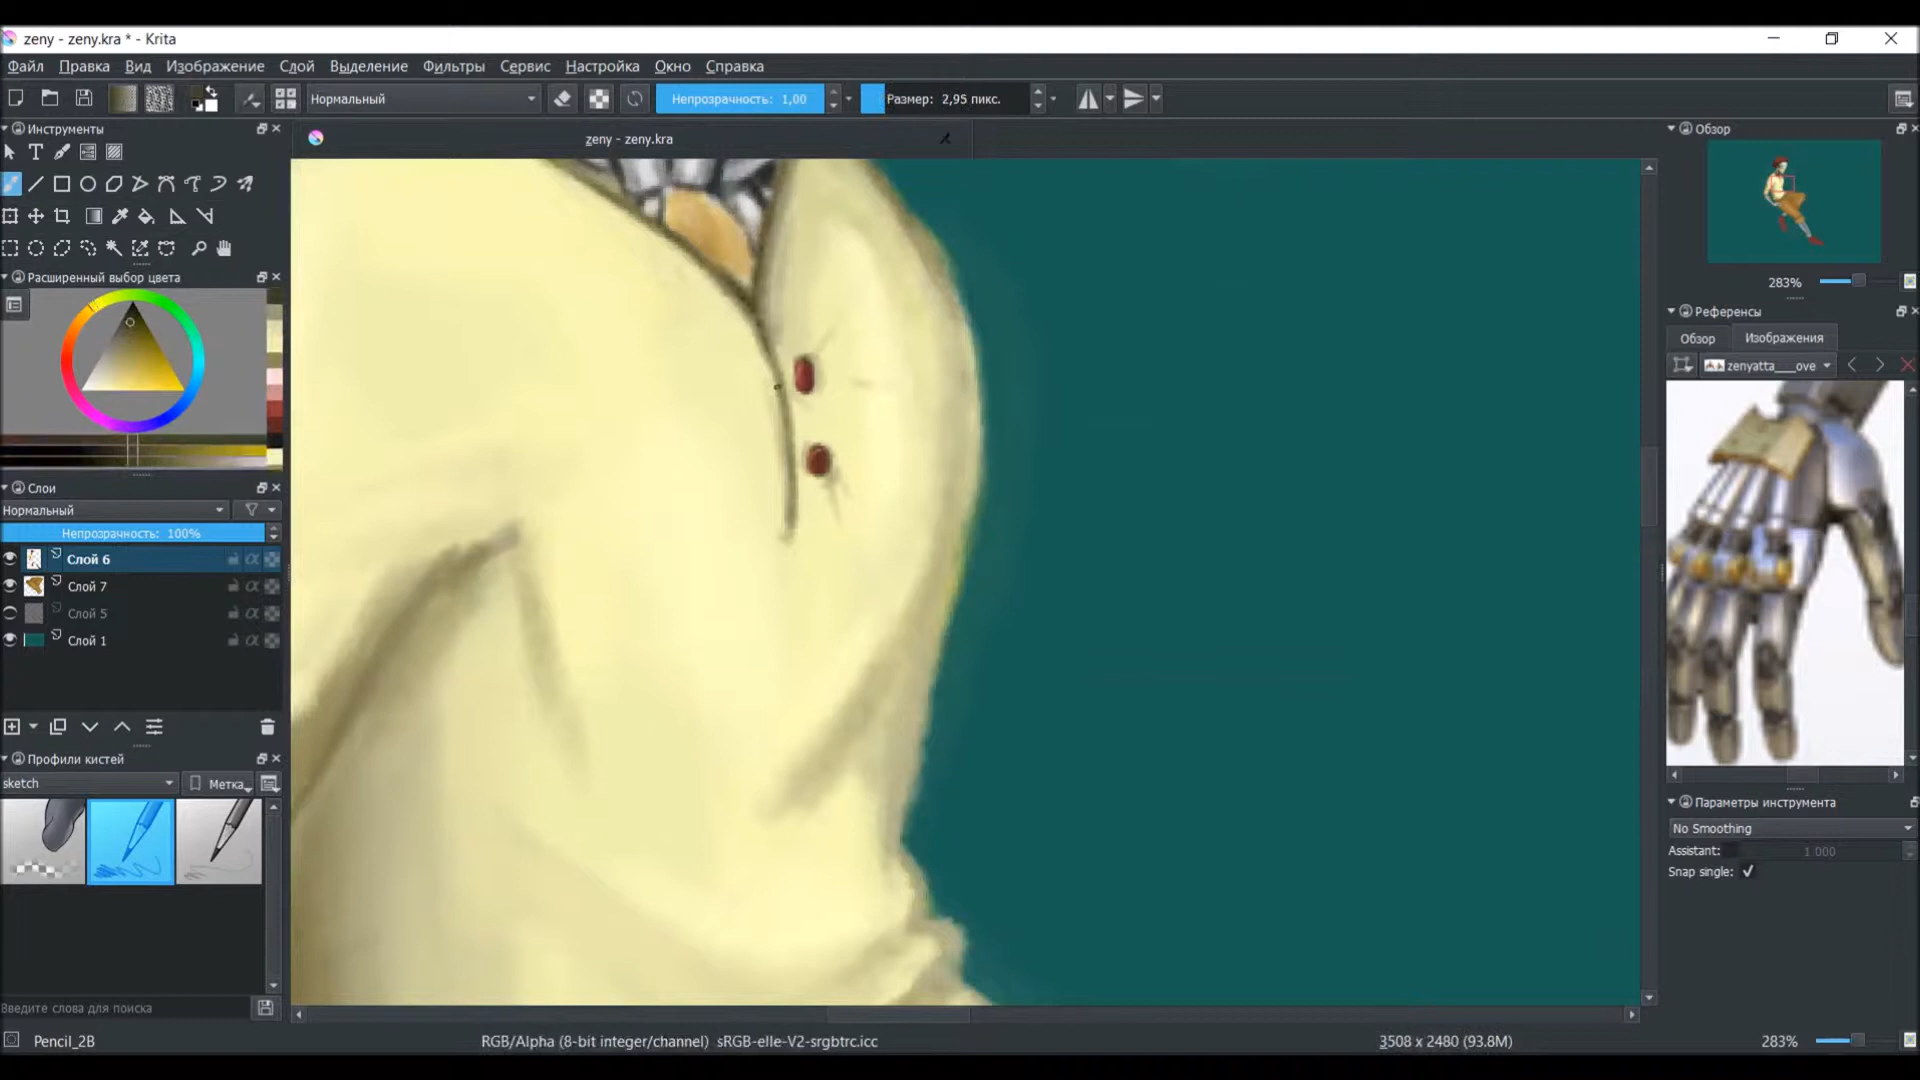 zeny - zeny.kra * - Krita
Файл Правка Вид Изображение Слой Выделение Фильтры Сервис Настройка Окно Справка
Нормальный Непрозрачность: 1,00 Размер: 2,95 пикс.
Инструменты
zeny - zeny.kra
Обзор
Расширенный выбор цвета
283%
Референсы
Обзор Изображения
zenyatta___ove
Слои
Нормальный
Непрозрачность: 100%
Слой 6
Слой 7
Слой 5
Слой 1
Профили кистей
sketch Метка
Параметры инструмента
No Smoothing
Assistant: 1 000
Snap single:
Введите слова для поиска
Pencil_2B RGB/Alpha (8-bit integer/channel) sRGB-elle-V2-srgbtrc.icc 3508 x 2480 (93.8M) 283%